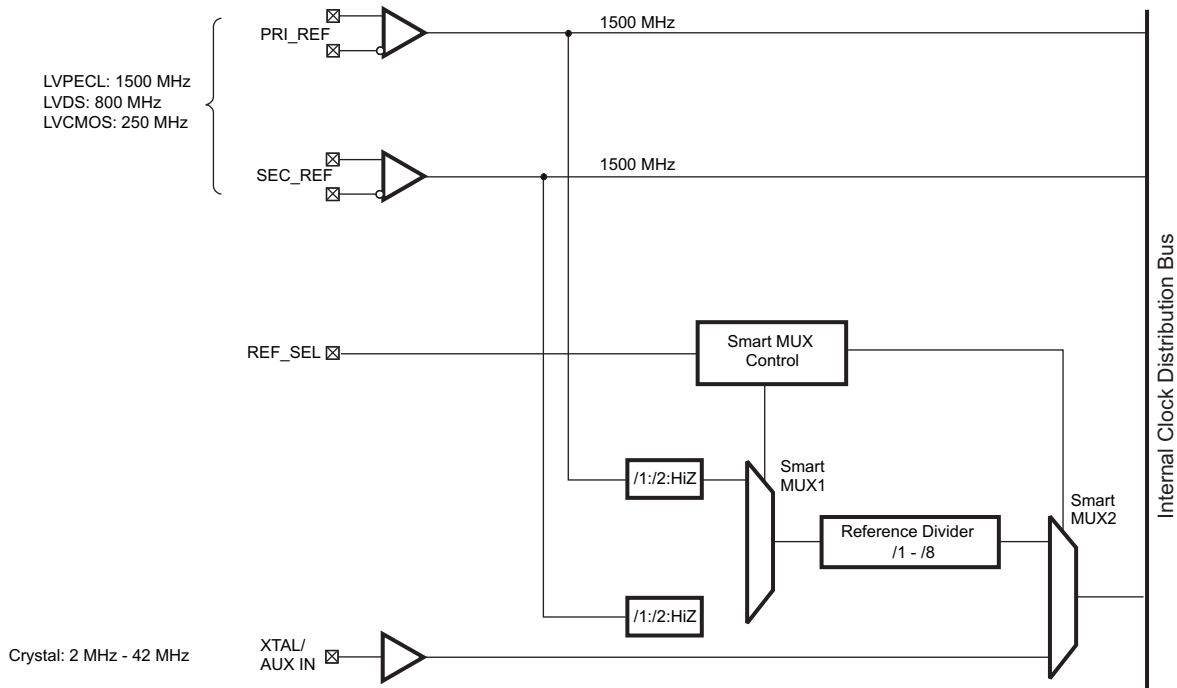 PRI_REF
1500 MHz
LVPECL: 1500 MHz
LVDS: 800 MHz
LVCMOS: 250 MHz
SEC_REF
1500 MHz
Internal Clock Distribution Bus
REF_SEL
Smart MUX
Control
/1:/2:HiZ
Smart
MUX1
Reference Divider
/1 - /8
Smart
MUX2
/1:/2:HiZ
Crystal: 2 MHz - 42 MHz
XTAL/
AUX IN